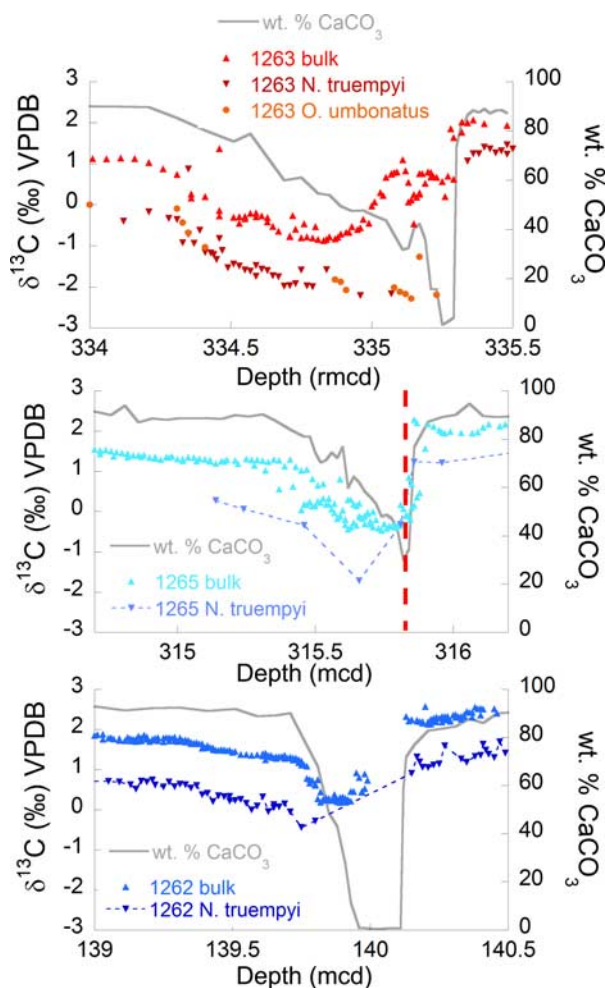 wt. % CaCO₃
1263 bulk
1263 N. truempyi
1263 O. umbonatus
3
2
1
0
-1
-2
-3
100
80
60
40
20
0
δ¹³C (‰) VPDB
wt. % CaCO₃
334
334.5
335
335.5
Depth (rmcd)
3
2
1
0
-1
-2
-3
100
80
60
40
20
0
δ¹³C (‰) VPDB
wt. % CaCO₃
wt. % CaCO₃
1265 bulk
1265 N. truempyi
315
315.5
316
Depth (mcd)
3
2
1
0
-1
-2
-3
100
80
60
40
20
0
δ¹³C (‰) VPDB
wt. % CaCO₃
wt. % CaCO₃
1262 bulk
1262 N. truempyi
139
139.5
140
140.5
Depth (mcd)